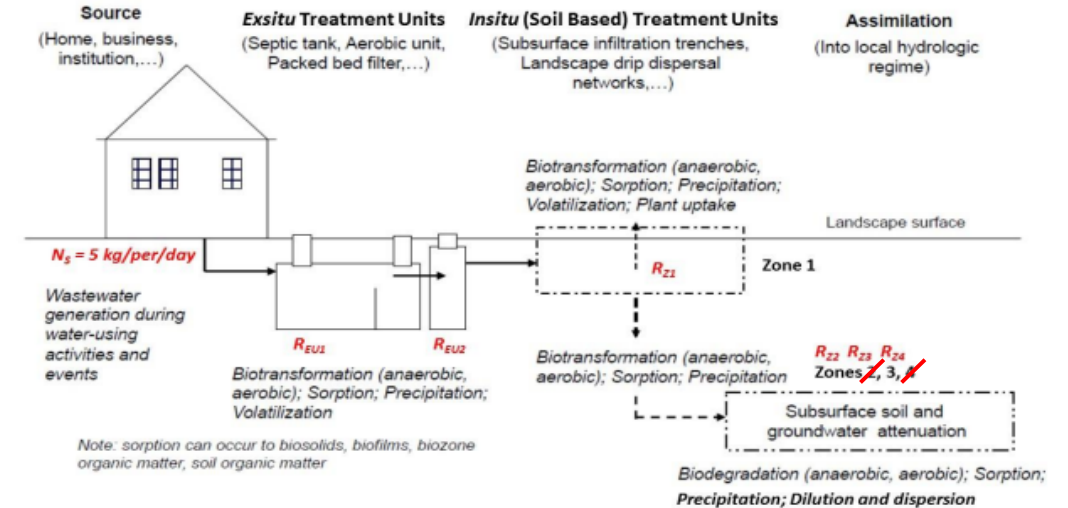 Source
(Home, business,
institution,…)
Exsitu Treatment Units
(Septic tank, Aerobic unit,
Packed bed filter,…)
Insitu (Soil Based) Treatment Units
(Subsurface infiltration trenches,
Landscape drip dispersal
networks,…)
Assimilation
(Into local hydrologic
regime)
Biotransformation (anaerobic,
aerobic); Sorption; Precipitation;
Volatilization; Plant uptake
Landscape surface
NS = 5 kg/per/day
RZ1
Zone 1
Wastewater
generation during
water-using
activities and
events
REU1
REU2
Biotransformation (anaerobic,
aerobic); Sorption; Precipitation;
Volatilization
Biotransformation (anaerobic,
aerobic); Sorption; Precipitation
RZ2 RZ3 RZ4
Zones 2, 3, 4
Subsurface soil and
groundwater attenuation
Note: sorption can occur to biosolids, biofilms, biozone
organic matter, soil organic matter
Biodegradation (anaerobic, aerobic); Sorption;
Precipitation; Dilution and dispersion